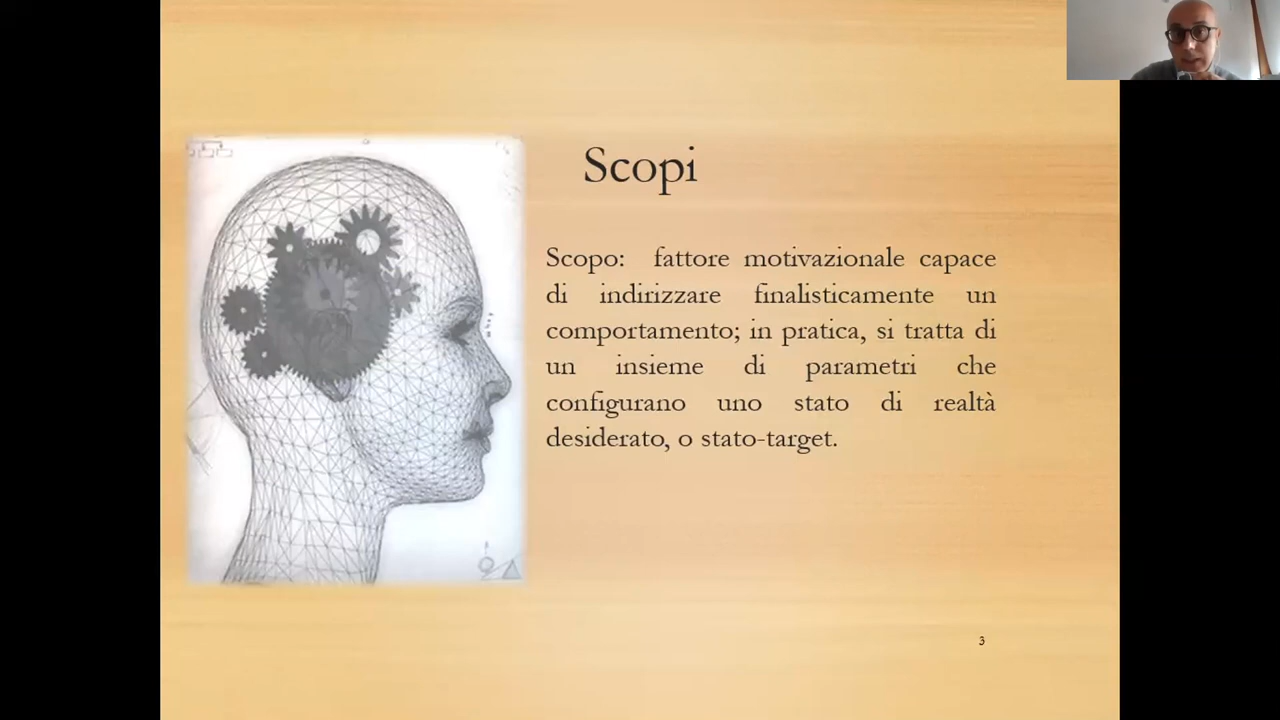 Scopi
Scopo: fattore motivazionale capace
di indirizzare finalisticamente un
comportamento; in pratica, si tratta di
un insieme di parametri che
configurano uno stato di realtà
desiderato, o stato-target.
3